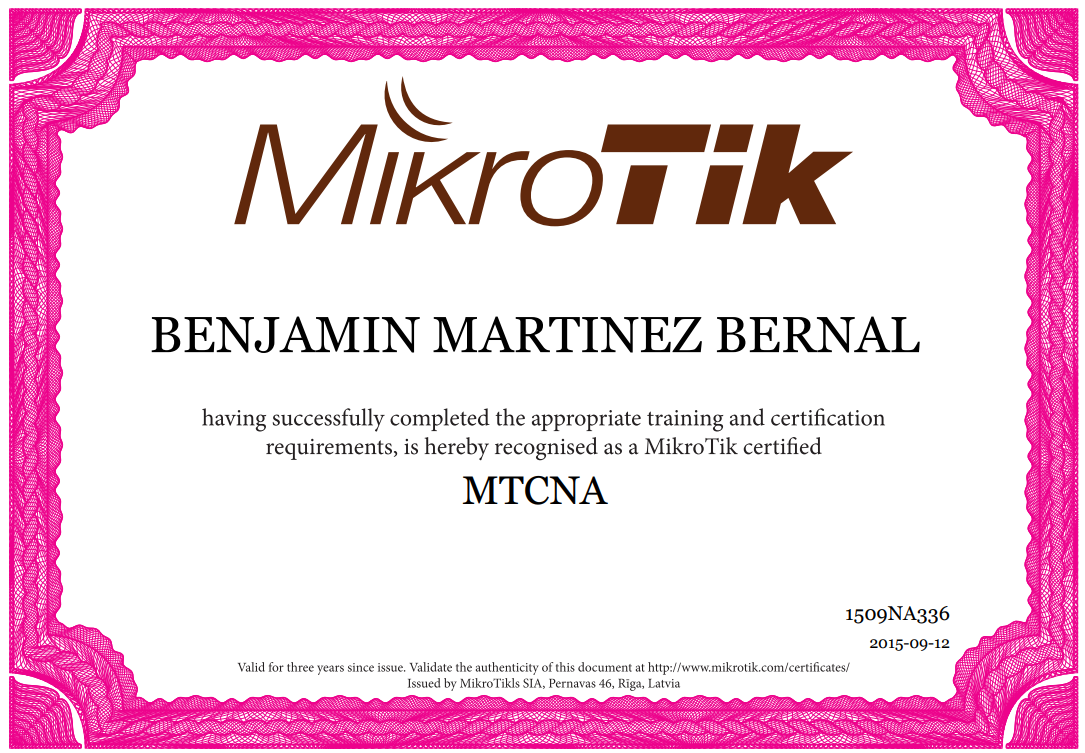 MikroTik
BENJAMIN MARTINEZ BERNAL
having successfully completed the appropriate training and certification
requirements, is hereby recognised as a MikroTik certified
MTCNA
1509NA336
2015-09-12
Valid for three years since issue. Validate the authenticity of this document at http://www.mikrotik.com/certificates/
Issued by MikroTikls SIA, Pernavas 46, Riga, Latvia